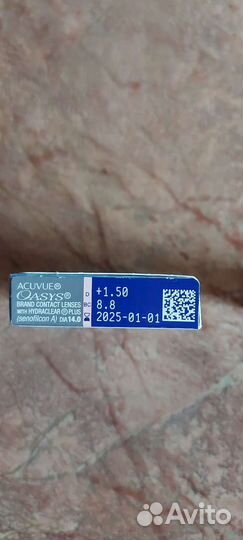 ACUVUE®
OASYS®
BRAND CONTACT LENSES
WITH HYDRACLEAR® PLUS
(senofilcon A) DIA 14.0
D +1.50
BC 8.8
2025-01-01
Avito